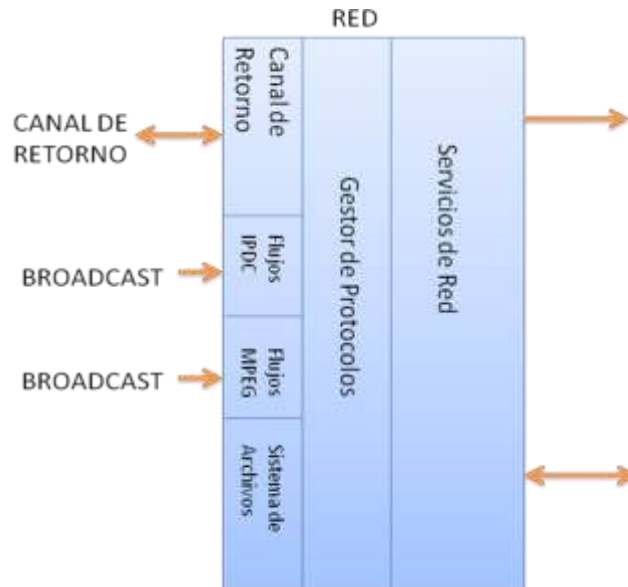 RED
CANAL DE
RETORNO
BROADCAST
BROADCAST
Canal de
Retorno
Flujos
IPDC
Flujos
MPEG
Sistema de
Archivos
Gestor de Protocolos
Servicios de Red